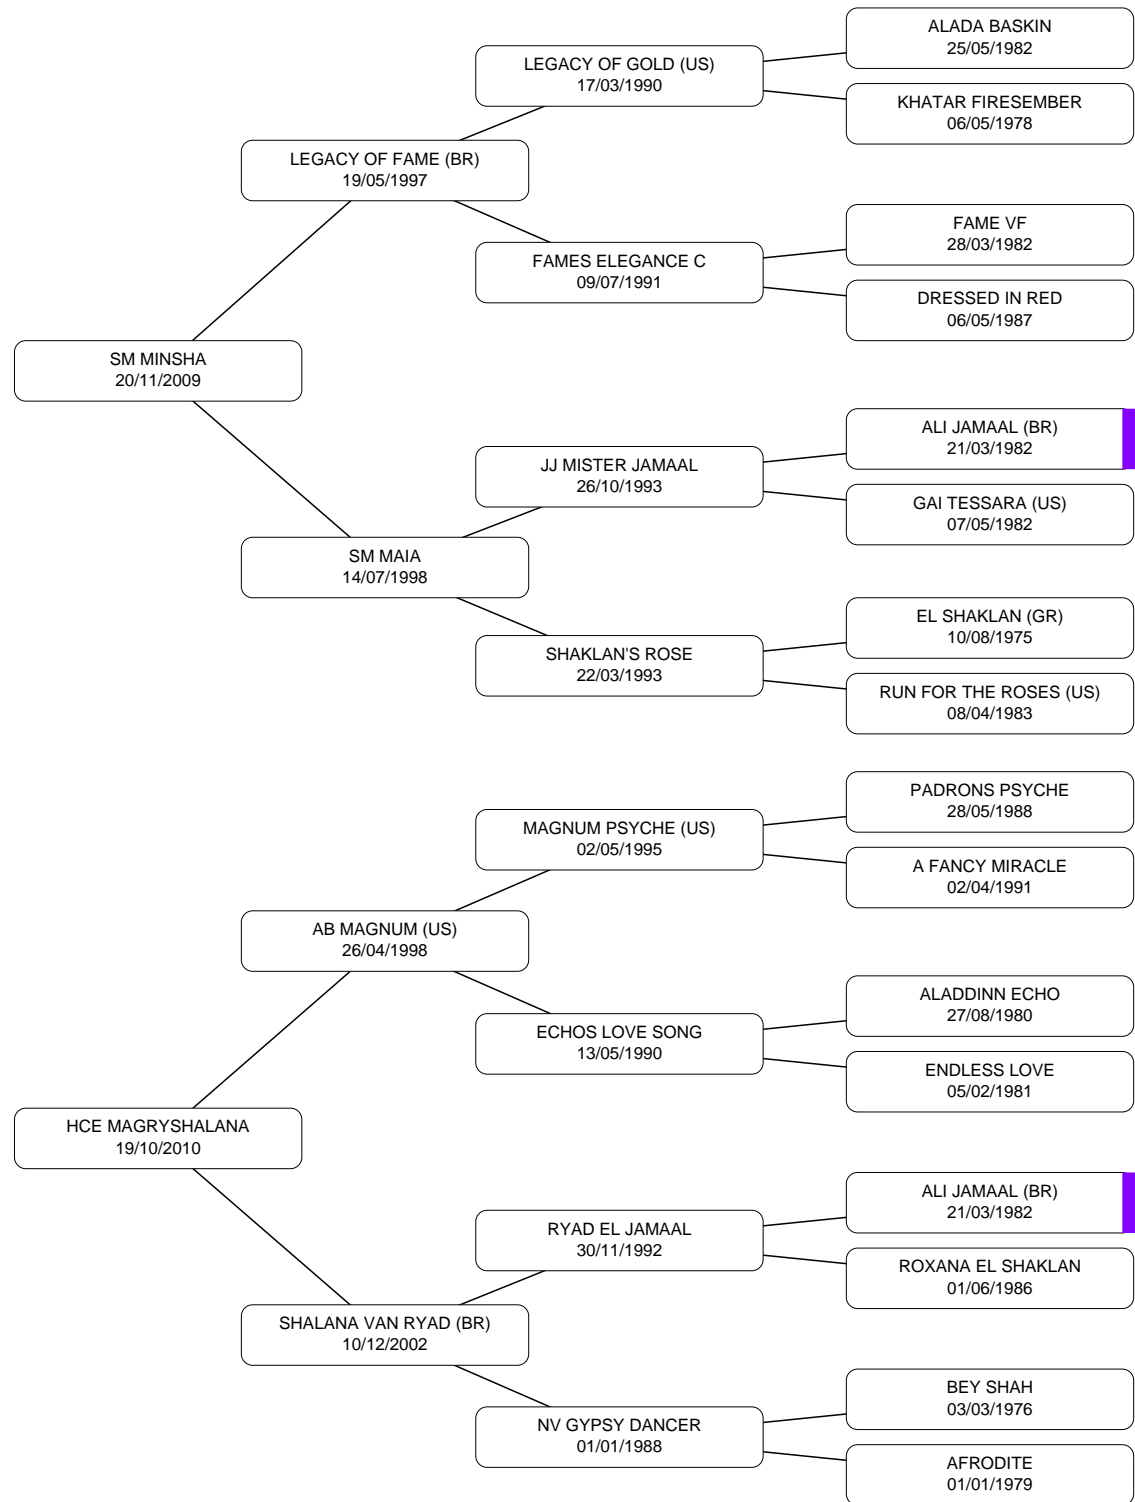 ALADA BASKIN
25/05/1982
LEGACY OF GOLD (US)
17/03/1990
KHATAR FIRESEMBER
06/05/1978
LEGACY OF FAME (BR)
19/05/1997
FAME VF
28/03/1982
FAMES ELEGANCE C
09/07/1991
DRESSED IN RED
06/05/1987
SM MINSHA
20/11/2009
ALI JAMAAL (BR)
21/03/1982
JJ MISTER JAMAAL
26/10/1993
GAI TESSARA (US)
07/05/1982
SM MAIA
14/07/1998
EL SHAKLAN (GR)
10/08/1975
SHAKLAN'S ROSE
22/03/1993
RUN FOR THE ROSES (US)
08/04/1983
PADRONS PSYCHE
28/05/1988
MAGNUM PSYCHE (US)
02/05/1995
A FANCY MIRACLE
02/04/1991
AB MAGNUM (US)
26/04/1998
ALADDINN ECHO
27/08/1980
ECHOS LOVE SONG
13/05/1990
ENDLESS LOVE
05/02/1981
HCE MAGRYSHALANA
19/10/2010
ALI JAMAAL (BR)
21/03/1982
RYAD EL JAMAAL
30/11/1992
ROXANA EL SHAKLAN
01/06/1986
SHALANA VAN RYAD (BR)
10/12/2002
BEY SHAH
03/03/1976
NV GYPSY DANCER
01/01/1988
AFRODITE
01/01/1979